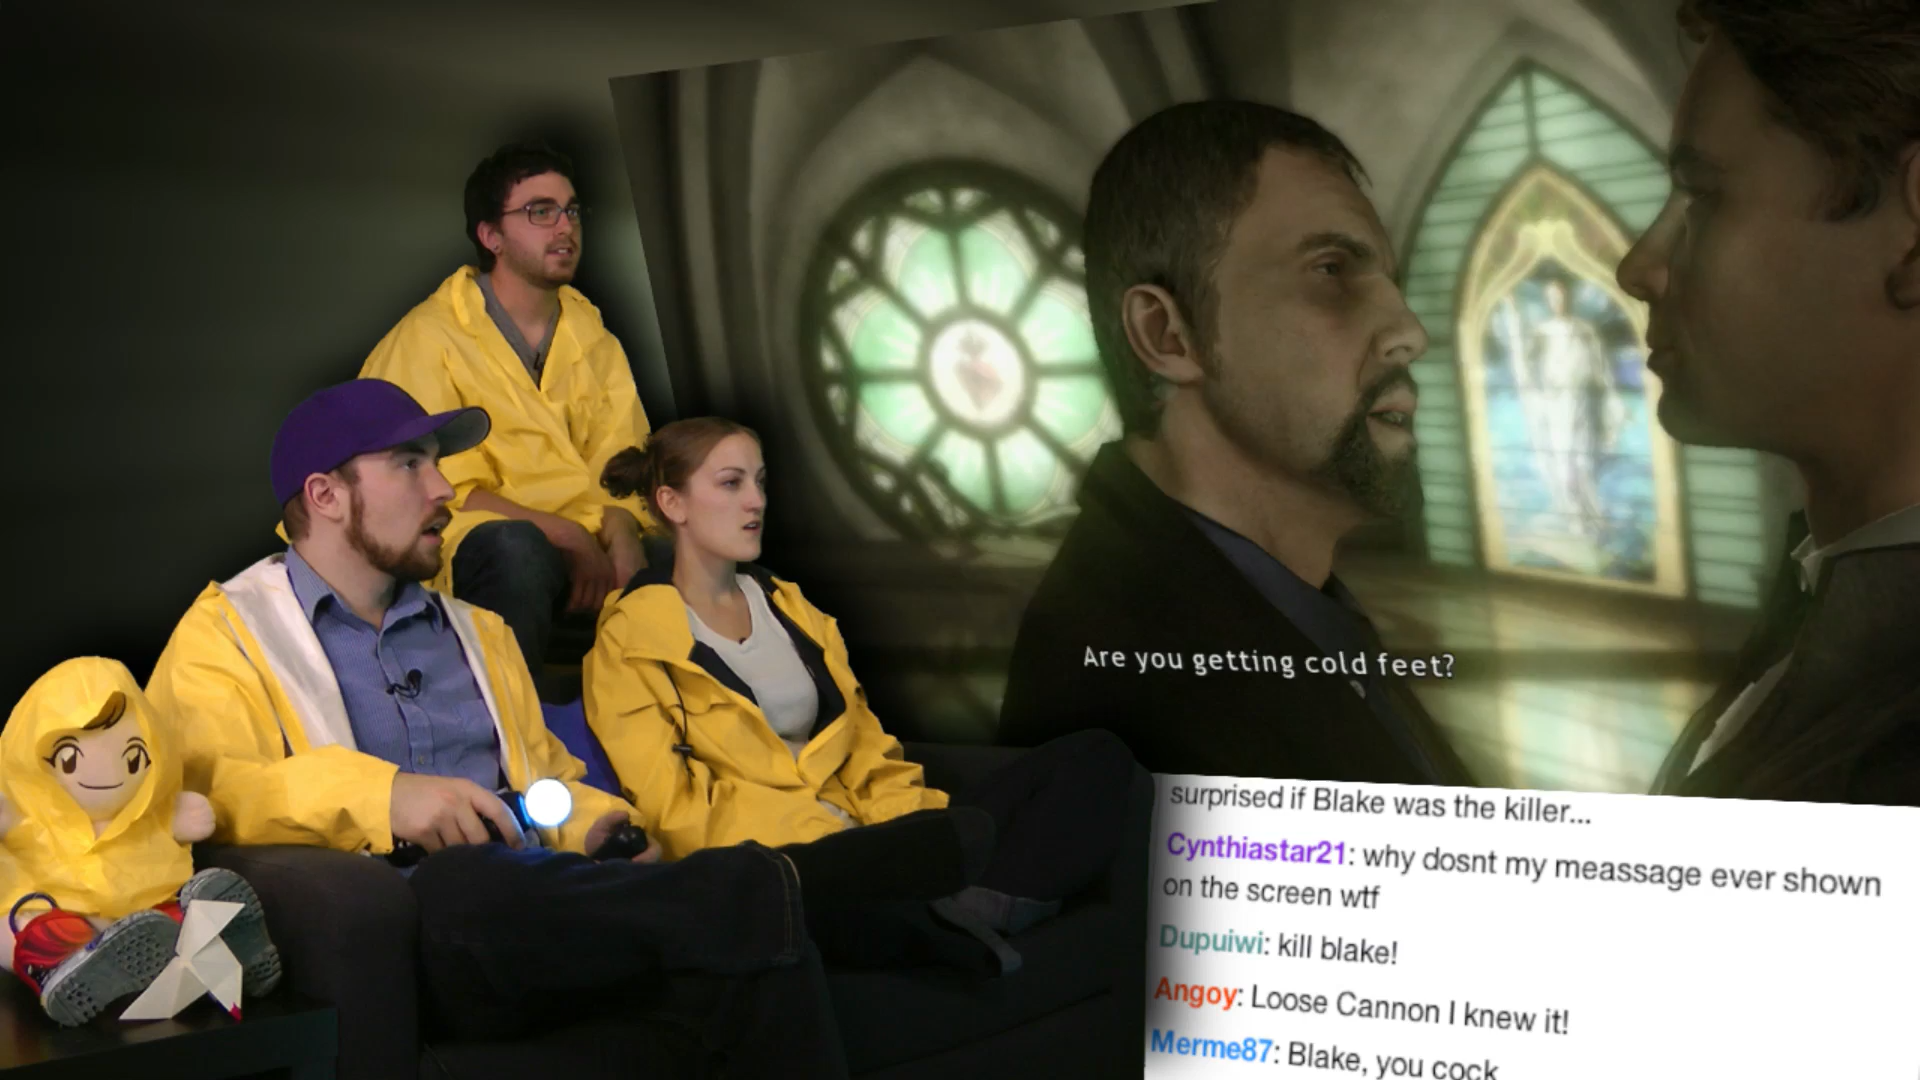 Are you getting cold feet?
surprised if Blake was the killer...
Cynthiastar21: why dosnt my meassage ever shown
on the screen wtf
Dupuiwi: kill blake!
Angoy: Loose Cannon I knew it!
Merme87: Blake, you cock